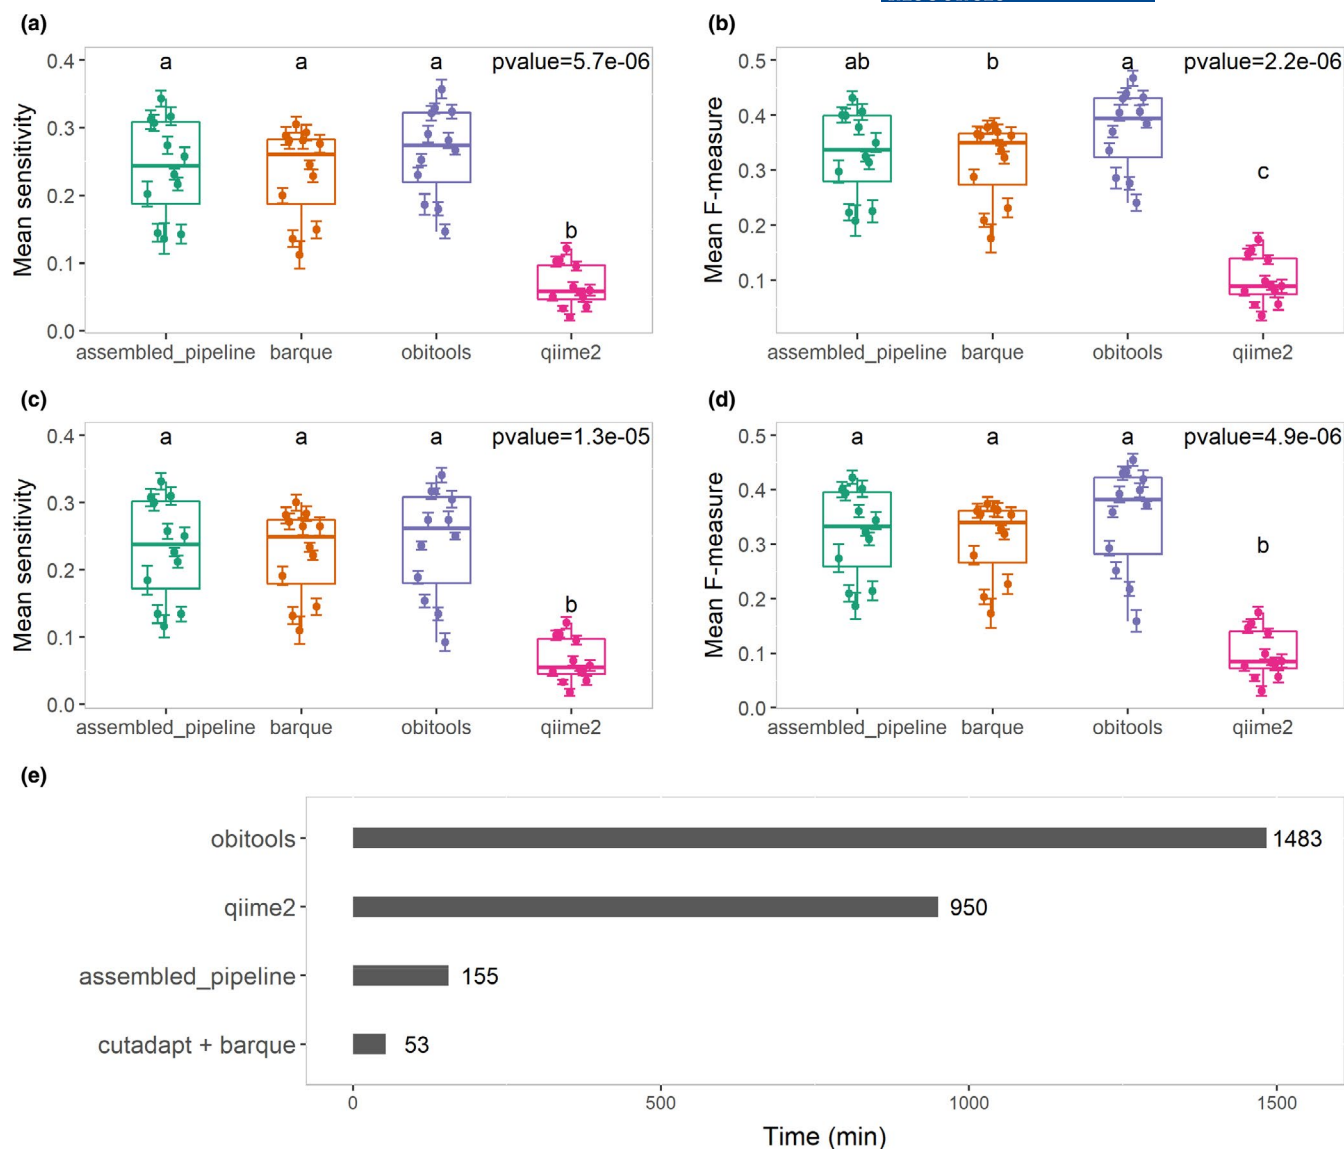 (a)
Mean sensitivity
0.4
0.3
0.2
0.1
0.0
a a a pvalue=5.7e-06
b
assembled_pipeline barque obitools qiime2
(b)
Mean F-measure
0.5
0.4
0.3
0.2
0.1
ab b a pvalue=2.2e-06
c
assembled_pipeline barque obitools qiime2
(c)
Mean sensitivity
0.4
0.3
0.2
0.1
0.0
a a a pvalue=1.3e-05
b
assembled_pipeline barque obitools qiime2
(d)
Mean F-measure
0.5
0.4
0.3
0.2
0.1
0.0
a a a pvalue=4.9e-06
b
assembled_pipeline barque obitools qiime2
(e)
obitools 1483
qiime2 950
assembled_pipeline 155
cutadapt + barque 53
0 500 1000 1500
Time (min)